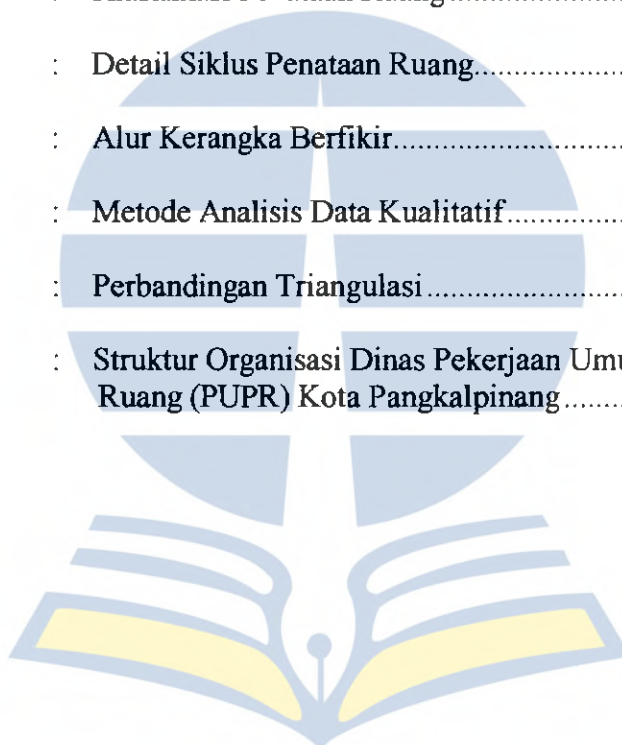 : Ruang....................
: Detail Siklus Penataan Ruang....................
: Alur Kerangka Berfikir..............................
: Metode Analisis Data Kualitatif................
: Perbandingan Triangulasi..........................
: Struktur Organisasi Dinas Pekerjaan
Ruang (PUPR) Kota Pangkalpinang........